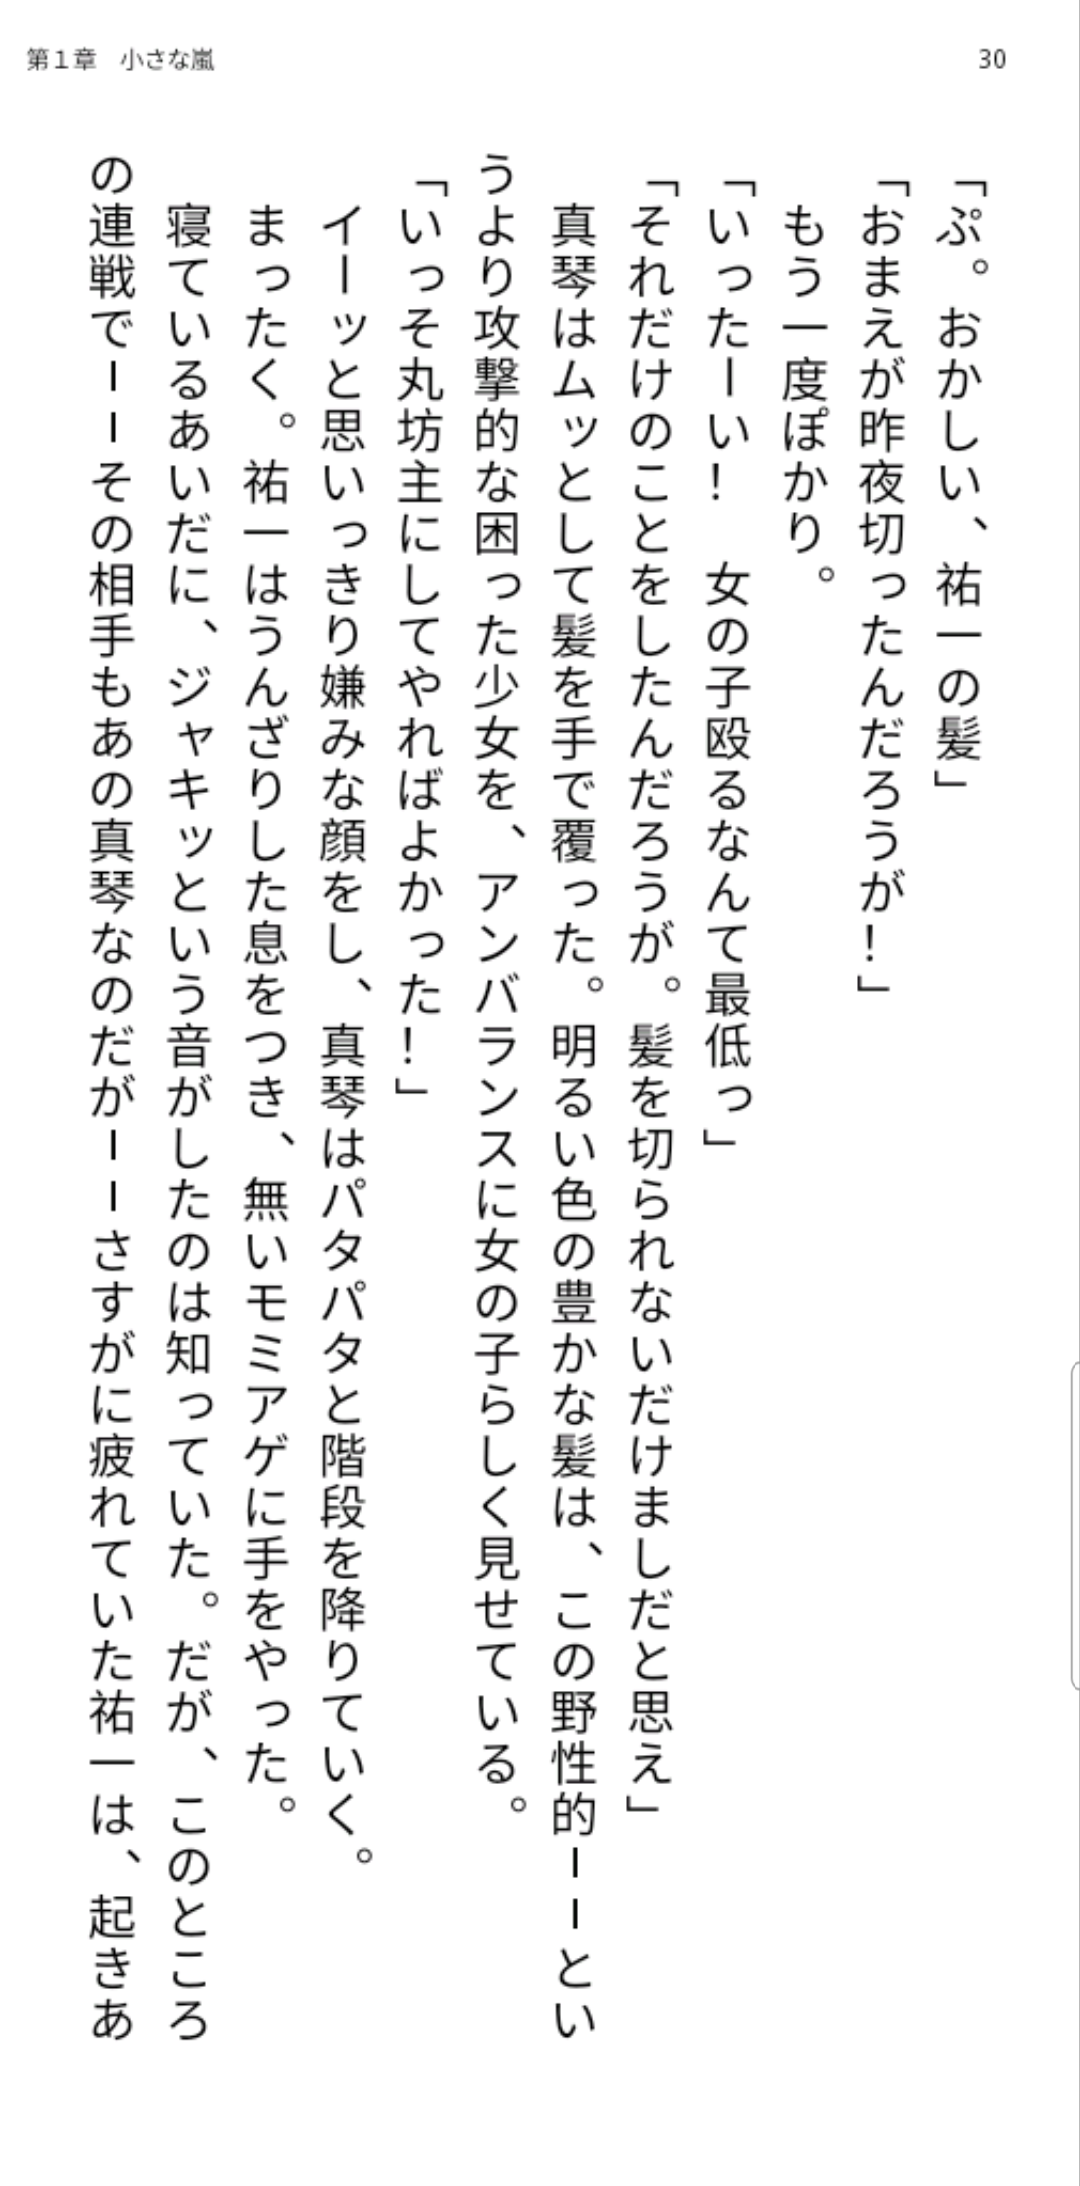 第１章　小さな嵐
30
「ぷ。おかしい、祐一の髪」
「おまえが昨夜切ったんだろうが！」
　もう一度ぽかり。
「いったーい！　女の子殴るなんて最低っ」
「それだけのことをしたんだろうが。髪を切られないだけましだと思え」
　真琴はムッとして髪を手で覆った。明るい色の豊かな髪は、この野性的――とい
うより攻撃的な困った少女を、アンバランスに女の子らしく見せている。
「いっそ丸坊主にしてやればよかった！」
　イーッと思いっきり嫌みな顔をし、真琴はパタパタと階段を降りていく。
　まったく。祐一はうんざりした息をつき、無いモミアゲに手をやった。
　寝ているあいだに、ジャキッという音がしたのは知っていた。だが、このところ
の連戦で――その相手もあの真琴なのだが――さすがに疲れていた祐一は、起きあ